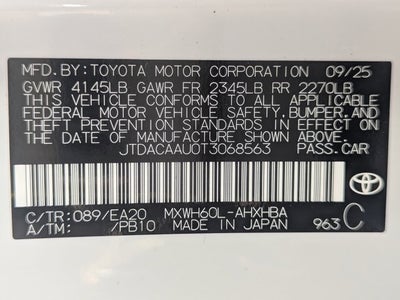 MFD.BY:TOYOTA MOTOR CORPORATION 09/25
GVWR 4145LB GAWR FR 2345LB RR 2270LB
THIS VEHICLE CONFORMS TO ALL APPLICABLE
FEDERAL MOTOR VEHICLE SAFETY,BUMPER,AND
THEFT PREVENTION STANDARDS IN EFFECT ON
THE DATE OF MANUFACTURE SHOWN ABOVE.
JTDACAAU0T3068563 PASS.CAR
C/TR:089/EA20 MXWH60L-AHXHBA
A/TM: /PB10 MADE IN JAPAN 963 C
TOYOTA